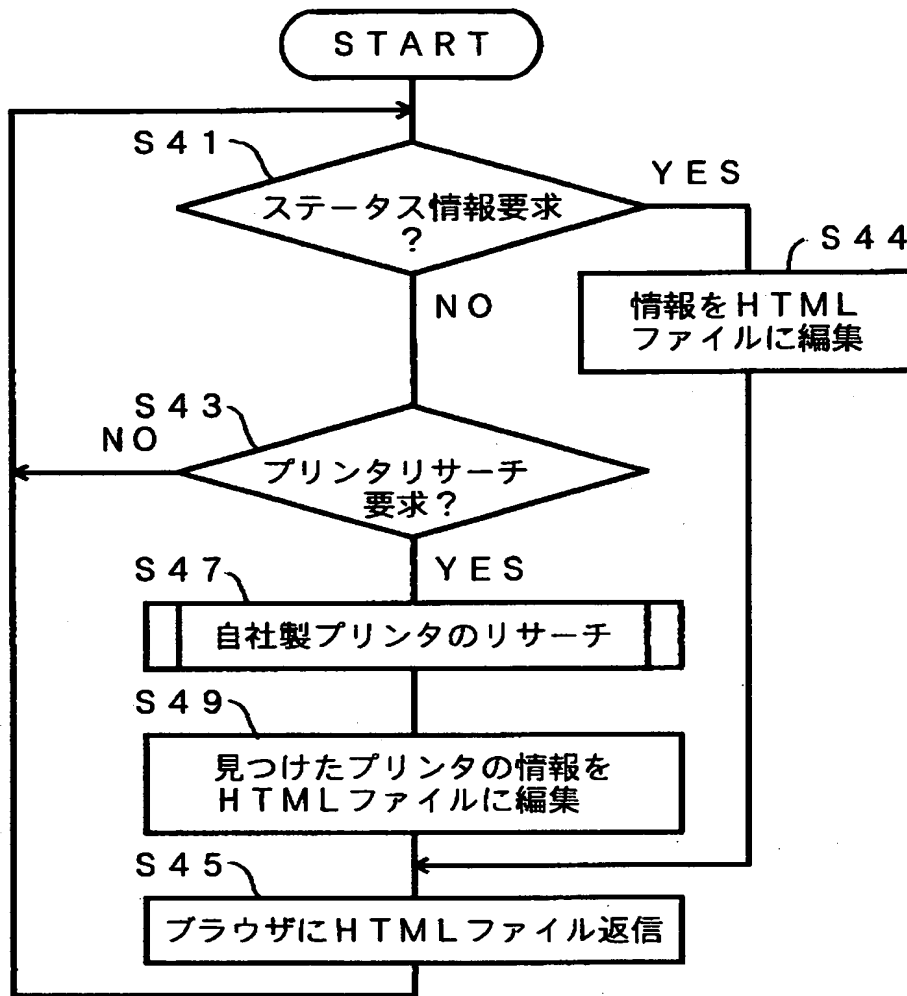 START
S41
YES
ステータス情報要求
?
S44
NO
情報をHTML
ファイルに編集
S43
NO
プリンタリサーチ
要求?
S47
YES
自社製プリンタのリサーチ
S49
見つけたプリンタの情報を
HTMLファイルに編集
S45
ブラウザにHTMLファイル返信